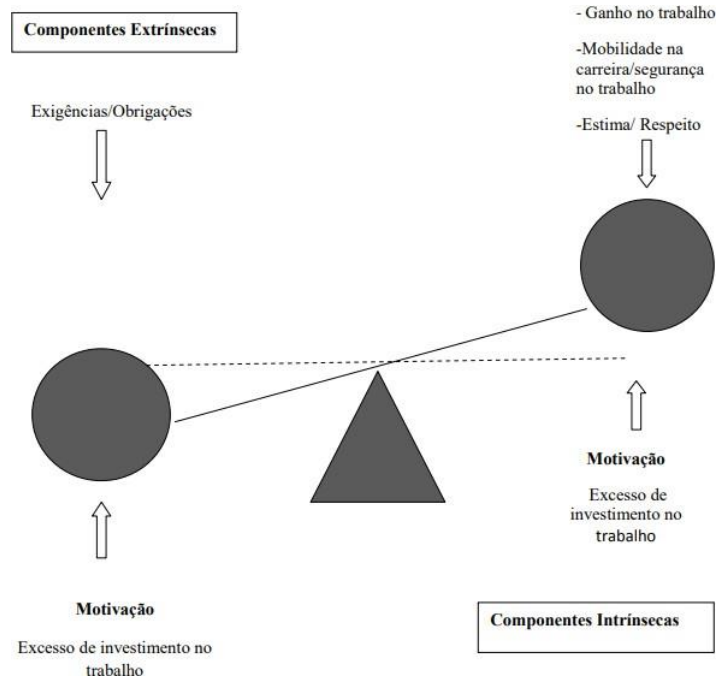 Componentes Extrínsecas
Exigências/Obrigações
- Ganho no trabalho
-Mobilidade na
carreira/segurança
no trabalho
-Estima/ Respeito
Motivação
Excesso de
investimento no
trabalho
Motivação
Excesso de investimento no
trabalho
Componentes Intrínsecas